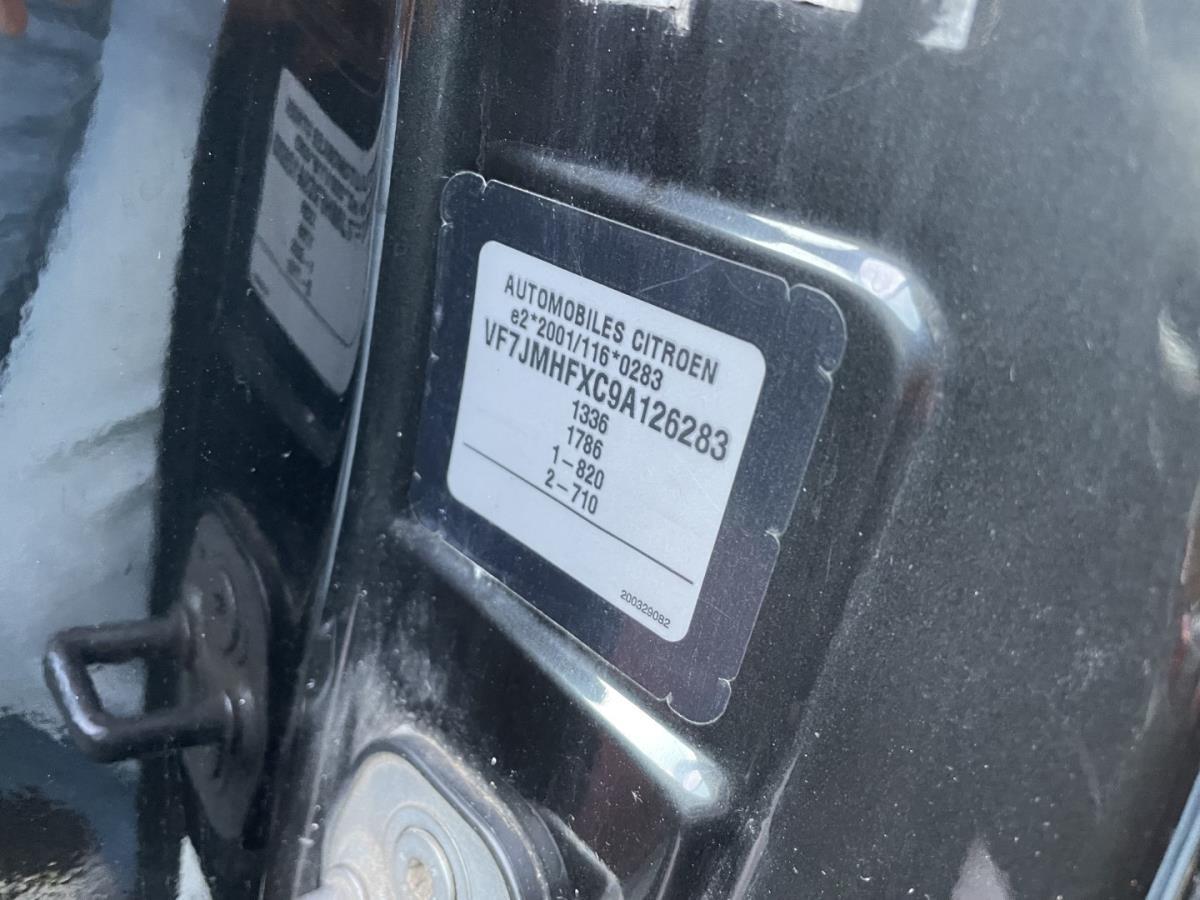 AUTOMOBILES CITROEN
e2*2001/116*0283
VF7JMHFXC9A126283
1336
1786
1-820
2-710
200329082